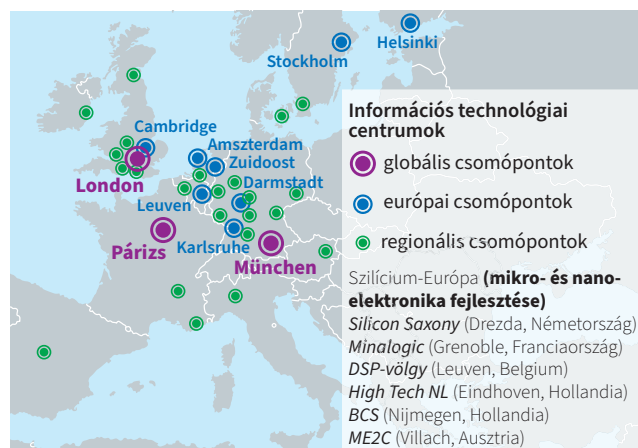 Helsinki
Stockholm
Cambridge
Amszterdam
Zuidoost
Darmstadt
London
Leuven
Párizs
Karlsruhe
München
Információs technológiai
centrumok
globális csomópontok
európai csomópontok
regionális csomópontok
Szilícium-Európa (mikro- és nano-
elektronika fejlesztése)
Silicon Saxony (Drezda, Németország)
Minalogic (Grenoble, Franciaország)
DSP-völgy (Leuven, Belgium)
High Tech NL (Eindhoven, Hollandia)
BCS (Nijmegen, Hollandia)
ME2C (Villach, Ausztria)